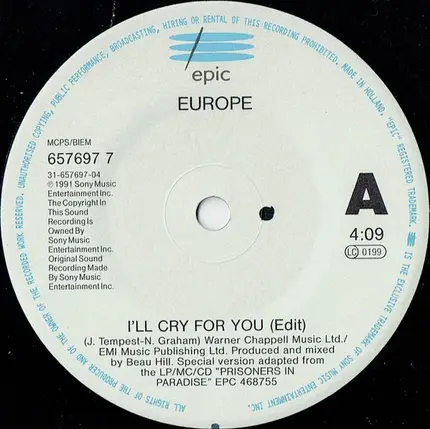 UNAUTHORISED COPYING, PUBLIC PERFORMANCE, BROADCASTING, HIRING OR RENTAL OF THIS RECORDING PROHIBITED. MADE IN HOLLAND. "EPIC" REGISTERED TRADEMARK.
epic
EUROPE
MCPS/BIEM
657697 7
31-657697-04
℗ 1991 Sony Music
Entertainment Inc.
The Copyright In
This Sound
Recording Is
Owned By
Sony Music
Entertainment Inc.
Original Sound
Recording Made
By Sony Music
Entertainment Inc.
A
4:09
LC 0199
I'LL CRY FOR YOU (Edit)
(J. Tempest-N. Graham) Warner Chappell Music Ltd./
EMI Music Publishing Ltd. Produced and mixed
by Beau Hill. Special version adapted from
the LP/MC/CD "PRISONERS IN
PARADISE" EPC 468755
IS THE EXCLUSIVE TRADEMARK OF SONY MUSIC ENTERTAINMENT INC.
ALL RIGHTS OF THE PRODUCER AND OF THE OWNER OF THE RECORDED WORK RESERVED.